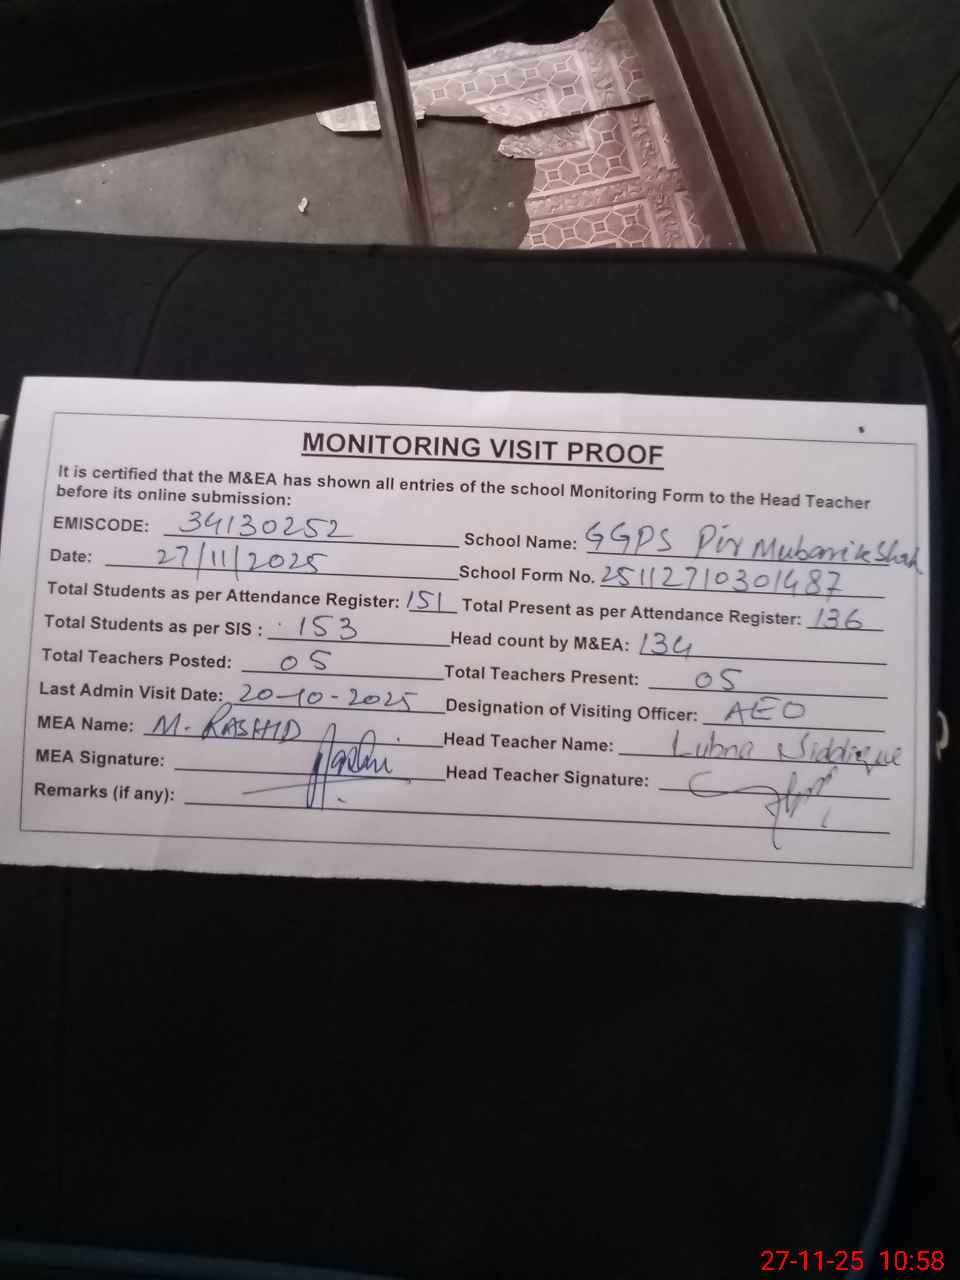 MONITORING VISIT PROOF
It is certified that the M&EA has shown all entries of the school Monitoring Form to the Head Teacher
before its online submission:
EMISCODE: 34130252 School Name: GGPS Pir Mubarik Shah
Date: 27/11/2025 School Form No. 25112710301487
Total Students as per Attendance Register: 151 Total Present as per Attendance Register: 136
Total Students as per SIS : 153 Head count by M&EA: 134
Total Teachers Posted: 05 Total Teachers Present: 05
Last Admin Visit Date: 20-10-2025 Designation of Visiting Officer: AEO
MEA Name: M. RASHID Head Teacher Name: Lubna Siddique
MEA Signature: Head Teacher Signature:
Remarks (if any):
27-11-25 10:58